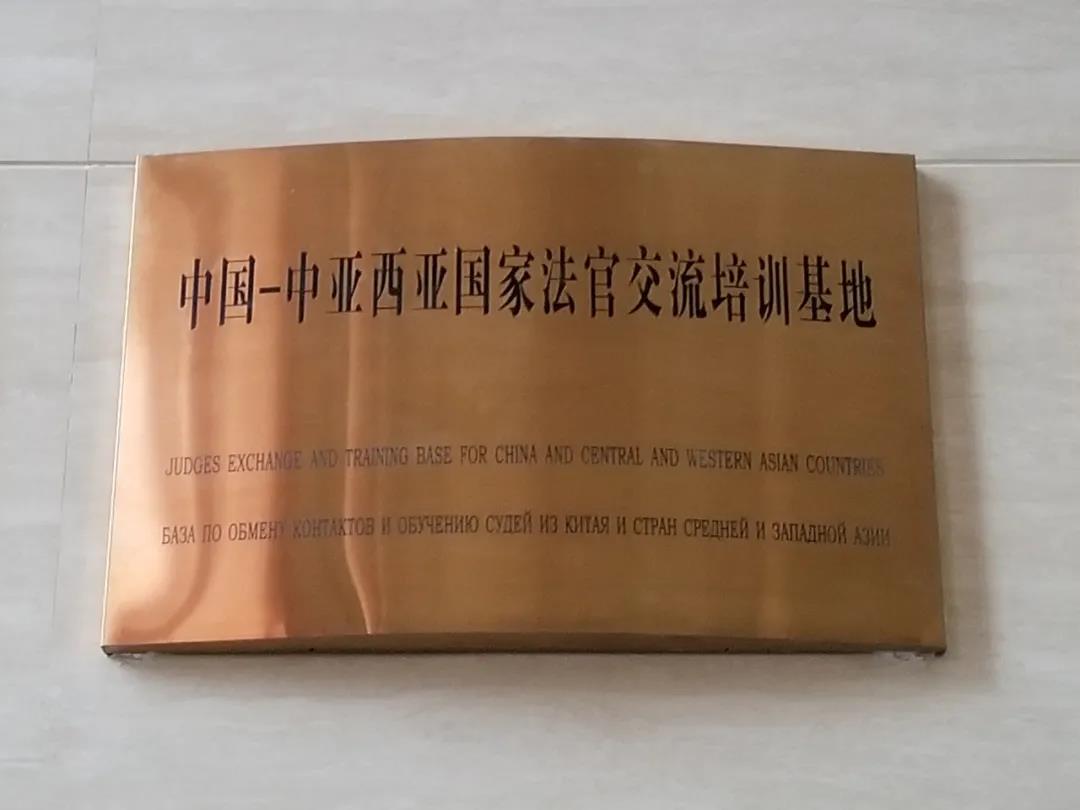 中国-中亚西亚国家法官交流培训基地
JUDGES EXCHANGE AND TRAINING BASE FOR CHINA AND CENTRAL AND WESTERN ASIAN COUNTRIES
БАЗА ПО ОБМЕНУ КОНТАКТОВ И ОБУЧЕНИЮ СУДЕЙ ИЗ КИТАЯ И СТРАН СРЕДНЕЙ И ЗАПАДНОЙ АЗИИ